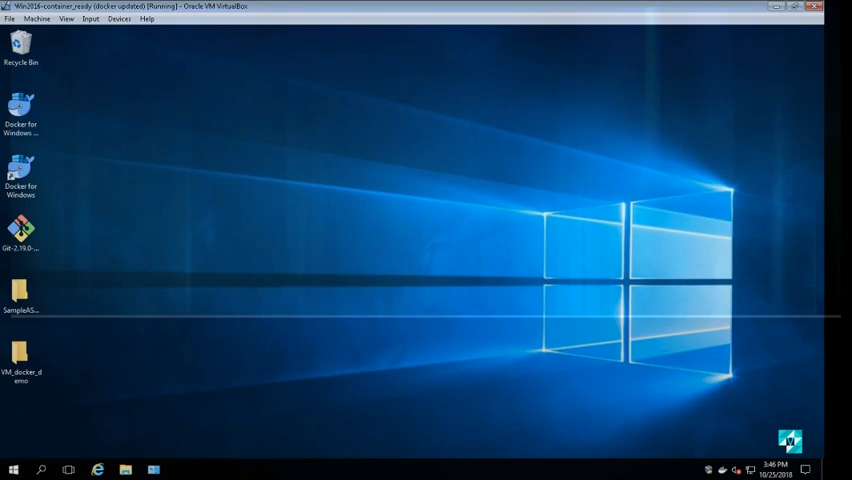 Win2016-container_ready (docker updated) [Running] - Oracle VM VirtualBox
File Machine View Input Devices Help
Recycle Bin
Docker for
Windows ...
Docker for
Windows
Git-2.19.0-...
SampleAS...
VM_docker_d
emo
3:46 PM
10/25/2018